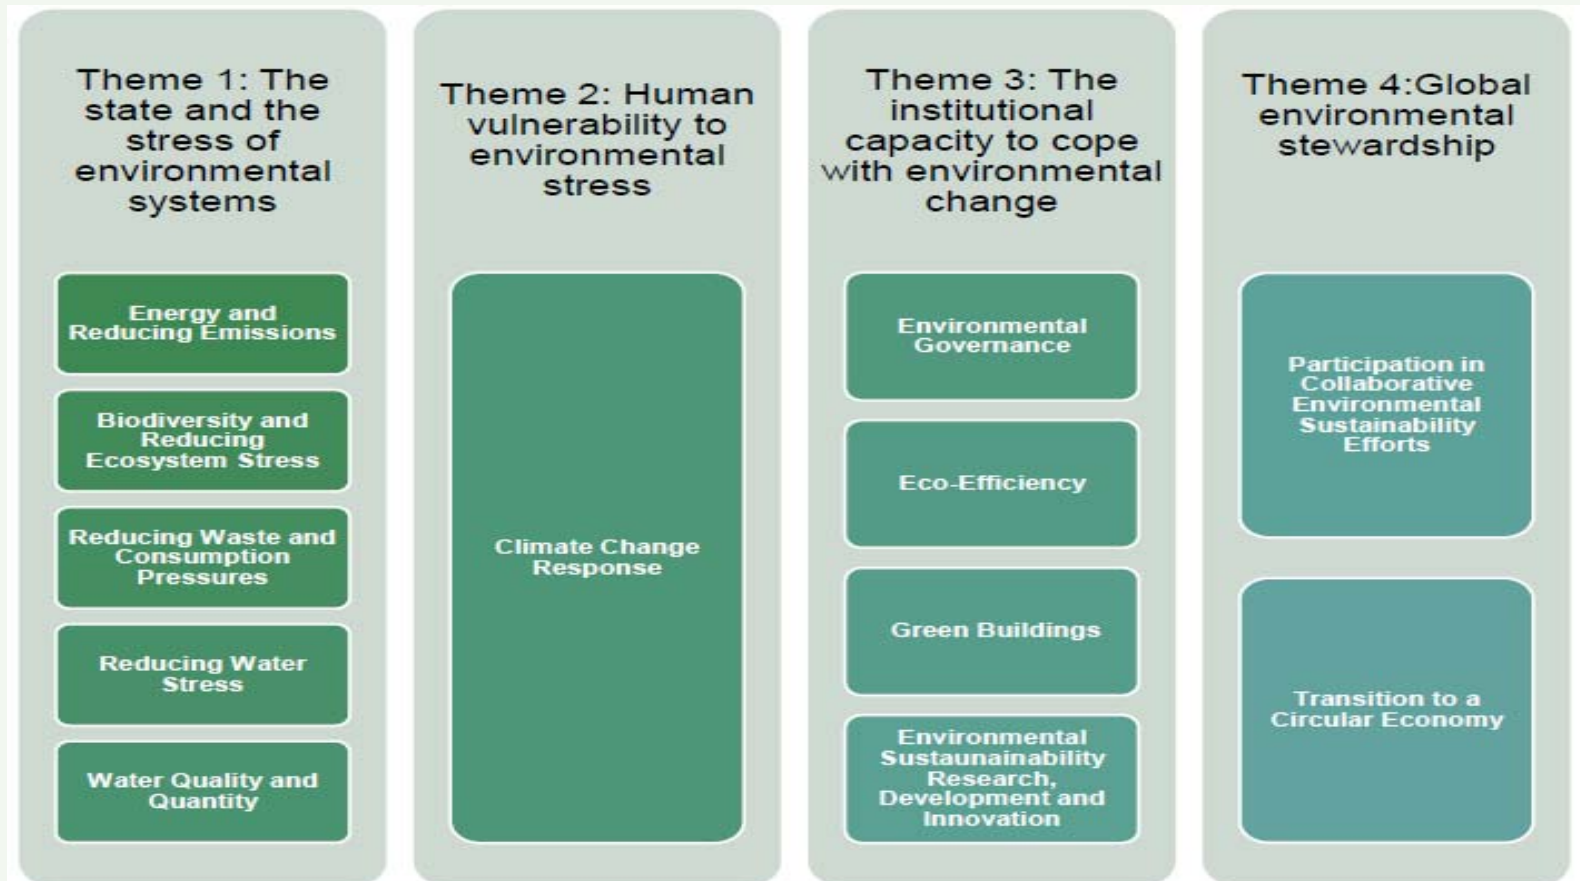 Theme 1: The
state and the
stress of
environmental
systems
Energy and
Reducing Emissions
Biodiversity and
Reducing
Ecosystem Stress
Reducing Waste and
Consumption
Pressures
Reducing Water
Stress
Water Quality and
Quantity
Theme 2: Human
vulnerability to
environmental
stress
Climate Change
Response
Theme 3: The
institutional
capacity to cope
with environmental
change
Environmental
Governance
Eco-Efficiency
Green Buildings
Environmental
Sustaunainability
Research,
Development and
Innovation
Theme 4:Global
environmental
stewardship
Participation in
Collaborative
Environmental
Sustainability
Efforts
Transition to a
Circular Economy